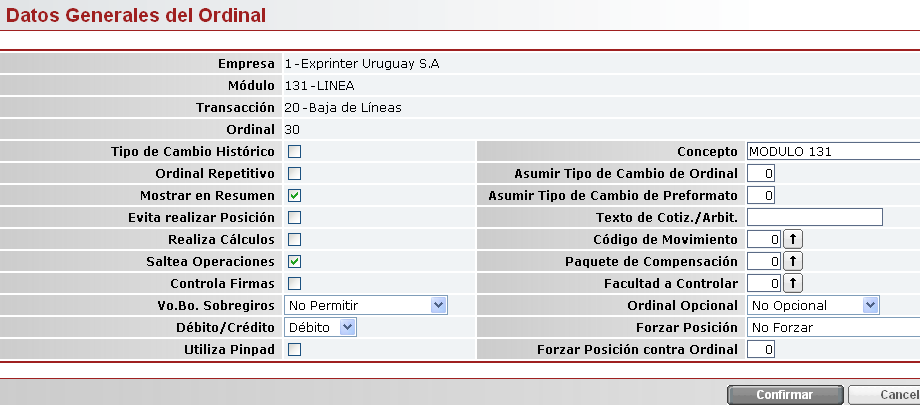 Datos Generales del Ordinal
Empresa 1-Exprinter Uruguay S.A
Módulo 131-LINEA
Transacción 20-Baja de Líneas
Ordinal 30
Tipo de Cambio Histórico Concepto MODULO 131
Ordinal Repetitivo Asumir Tipo de Cambio de Ordinal 0
Mostrar en Resumen Asumir Tipo de Cambio de Preformato 0
Evita realizar Posición Texto de Cotiz./Arbit.
Realiza Cálculos Código de Movimiento 0
Saltea Operaciones Paquete de Compensación 0
Controla Firmas Facultad a Controlar 0
Vo.Bo. Sobregiros No Permitir Ordinal Opcional No Opcional
Débito/Crédito Débito Forzar Posición No Forzar
Utiliza Pinpad Forzar Posición contra Ordinal 0
Confirmar Cancel